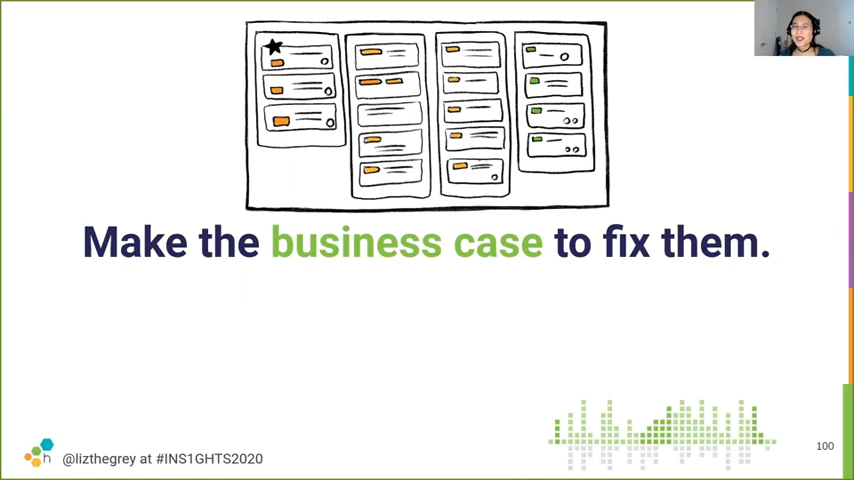 Make the business case to fix them.
h
@lizthegrey at #INS1GHTS2020
100